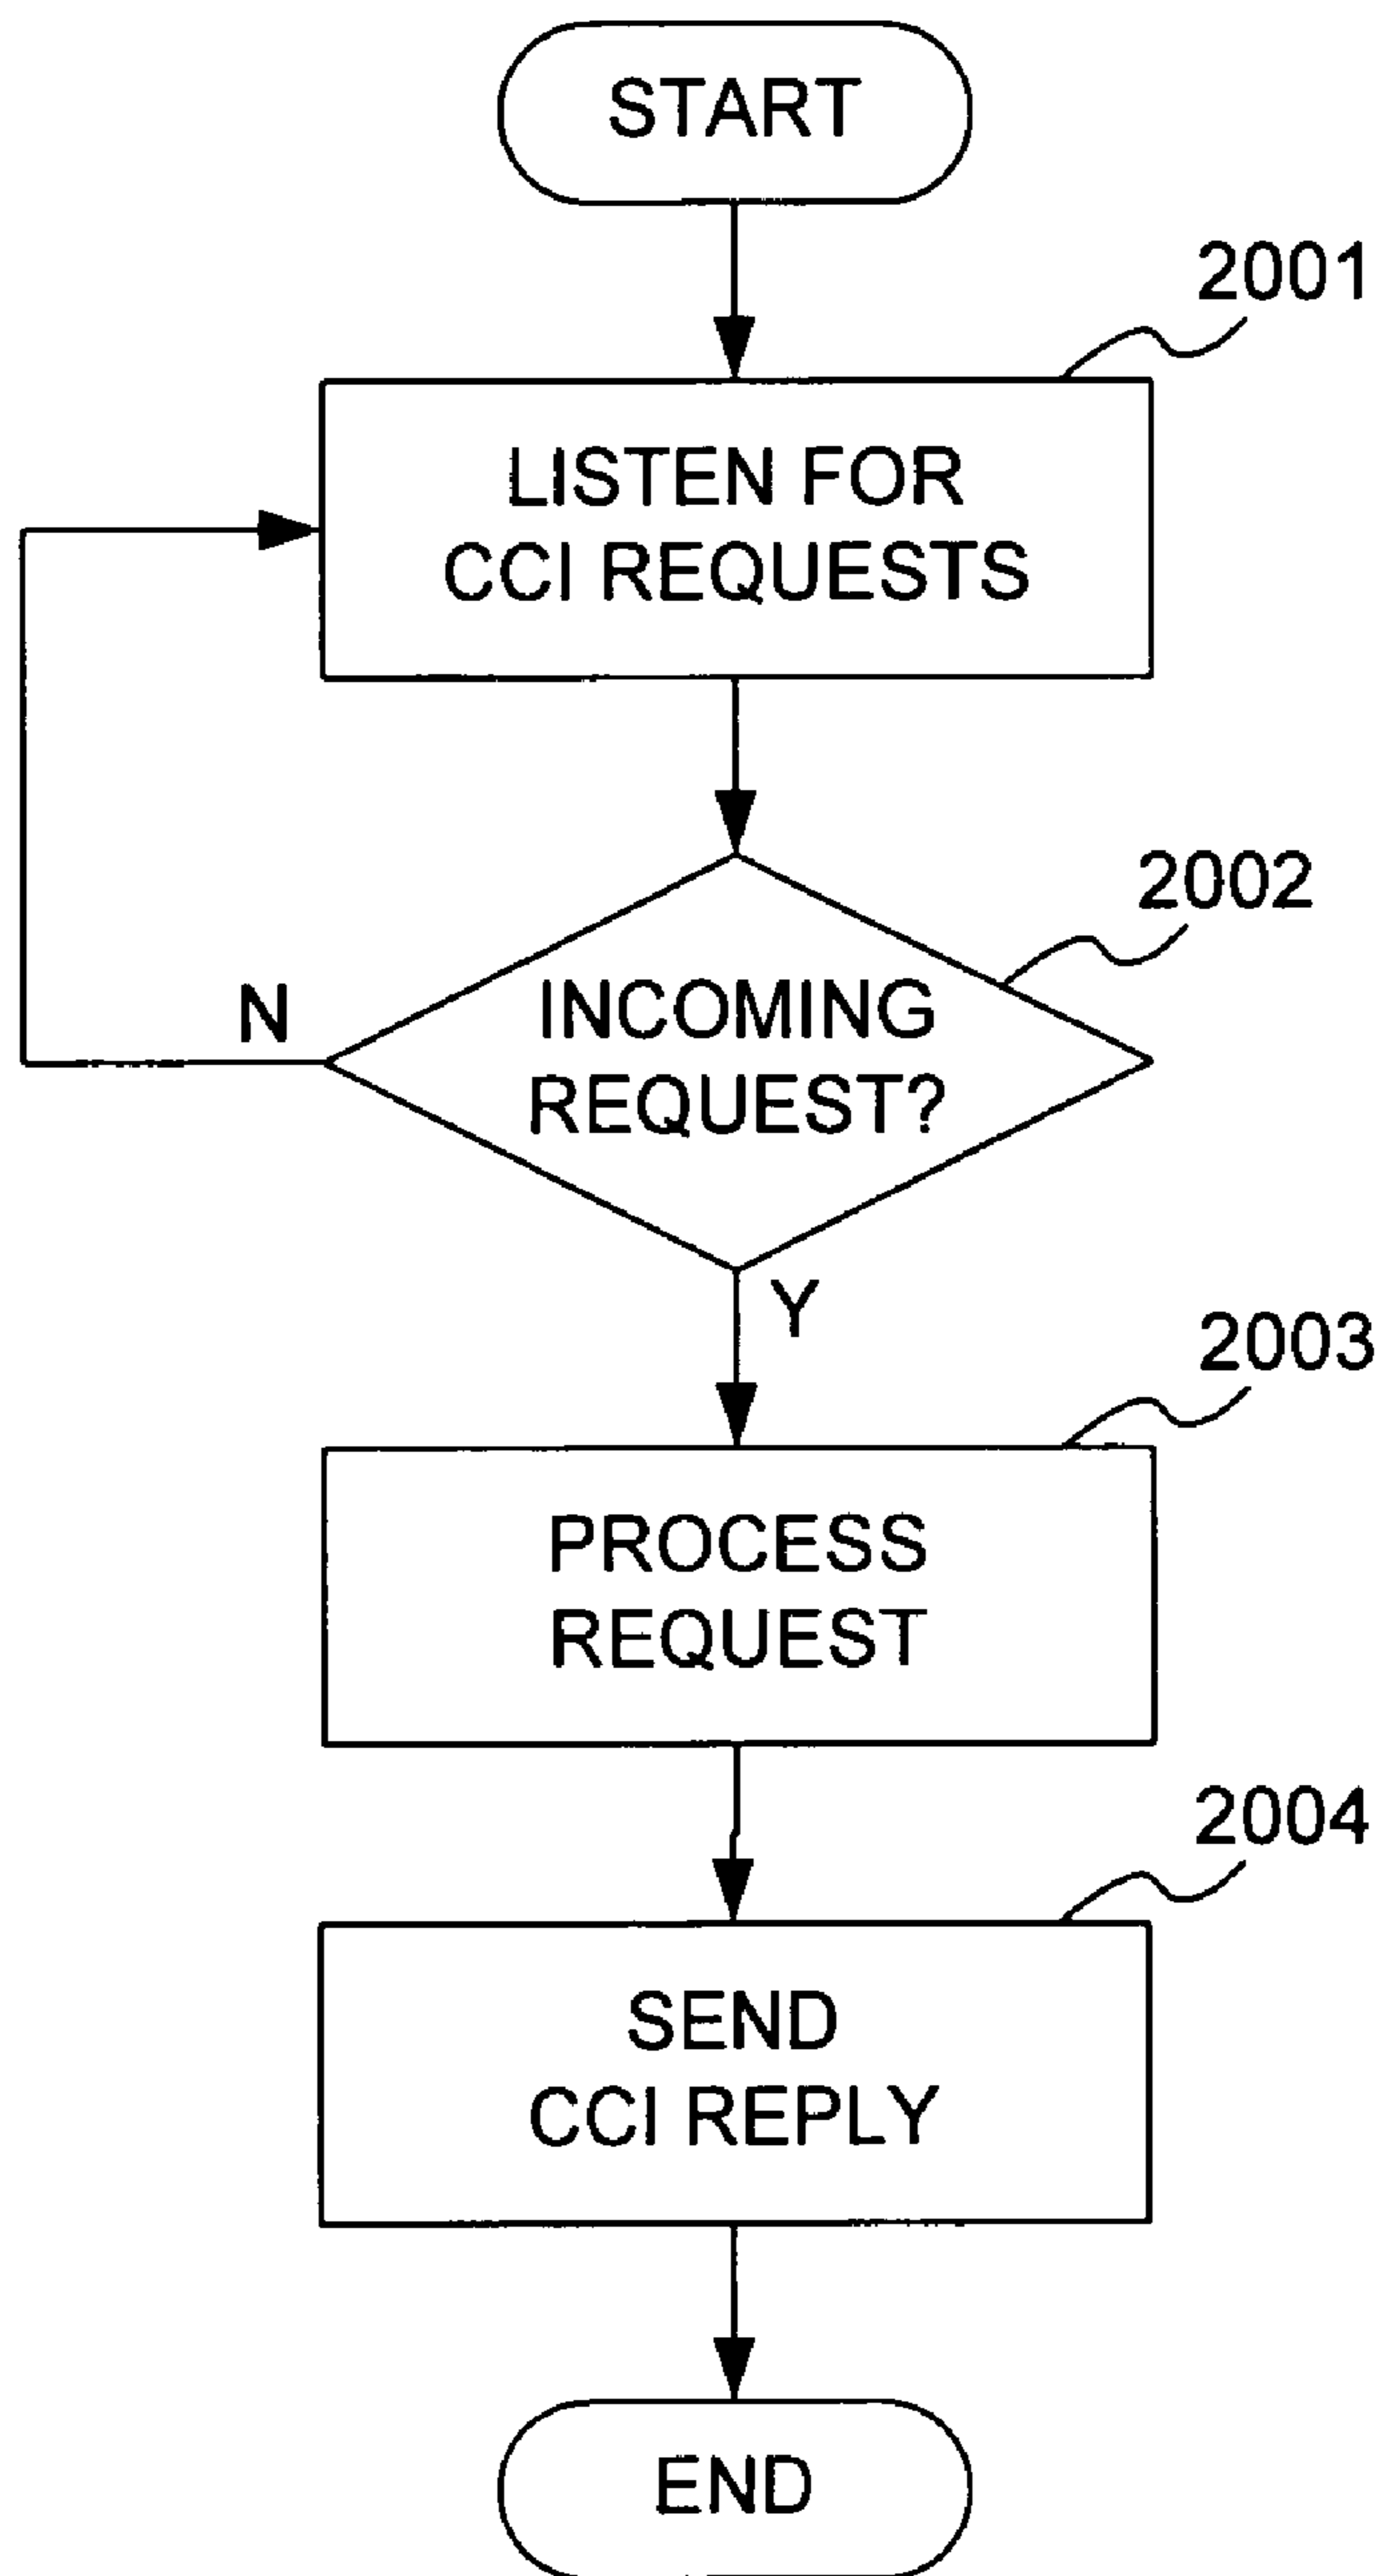 START
2001
LISTEN FOR
CCI REQUESTS
2002
N
INCOMING
REQUEST?
Y
2003
PROCESS
REQUEST
2004
SEND
CCI REPLY
END